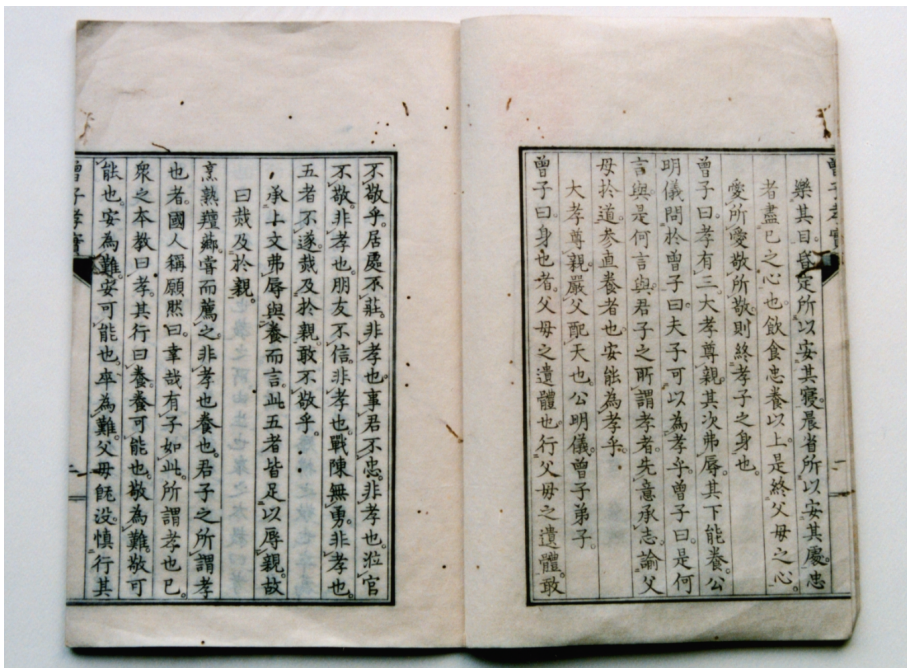 樂其目。昏定所以安其寢。晨省所以安其處。忠
者盡己之心也。飲食忠養以上。是終父母之心。
愛所愛。敬所敬。則終孝子之身也。
曾子曰。孝有三。大孝尊親。其次弗辱。其下能養。公
明儀問於曾子曰。夫子可以為孝乎。曾子曰。是何
言與。是何言與。君子之所謂孝者。先意承志。諭父
母於道。參直養者也。安能為孝乎。
大孝尊親。嚴父配天也。公明儀。曾子弟子。
曾子曰。身也者。父母之遺體也。行父母之遺體。敢
不敬乎。居處不莊。非孝也。事君不忠。非孝也。涖官
不敬。非孝也。朋友不信。非孝也。戰陳無勇。非孝也。
五者不遂。烖及於親。敢不敬乎。
承上文弗辱與養而言。此五者皆足以辱親。故
曰烖及於親。
烹熟羶薌。嘗而薦之。非孝也。養也。君子之所謂孝
也者。國人稱願然曰。幸哉有子如此。所謂孝也已。
衆之本教曰孝。其行曰養。養可能也。敬為難。敬可
能也。安為難。安可能也。卒為難。父母既沒。慎行其
曾子孝實